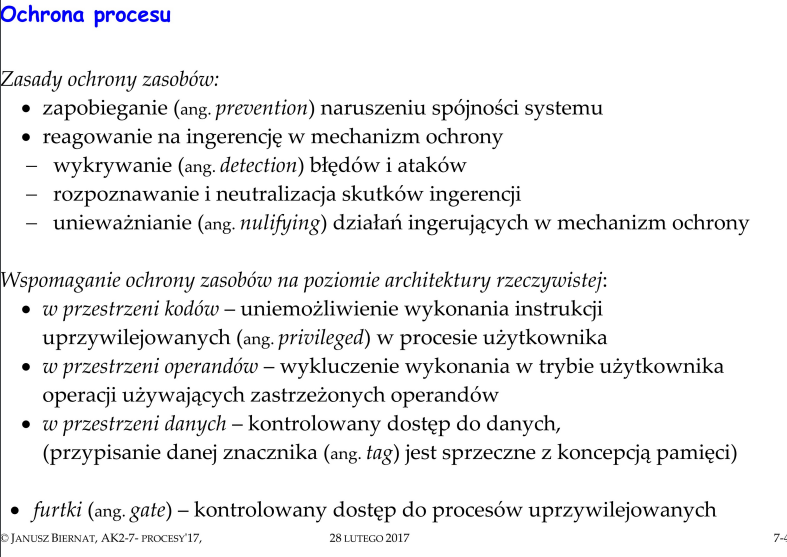 Ochrona procesu
Zasady ochrony zasobów:
• zapobieganie (ang. prevention) naruszeniu spójności systemu
• reagowanie na ingerencję w mechanizm ochrony
– wykrywanie (ang. detection) błędów i ataków
– rozpoznawanie i neutralizacja skutków ingerencji
– unieważnianie (ang. nulifying) działań ingerujących w mechanizm ochrony
Wspomaganie ochrony zasobów na poziomie architektury rzeczywistej:
• w przestrzeni kodów – uniemożliwienie wykonania instrukcji
uprzywilejowanych (ang. privileged) w procesie użytkownika
• w przestrzeni operandów – wykluczenie wykonania w trybie użytkownika
operacji używających zastrzeżonych operandów
• w przestrzeni danych – kontrolowany dostęp do danych,
(przypisanie danej znacznika (ang. tag) jest sprzeczne z koncepcją pamięci)
• furtki (ang. gate) – kontrolowany dostęp do procesów uprzywilejowanych
© JANUSZ BIERNAT, AK2-7- PROCESY'17, 28 LUTEGO 2017 7-4